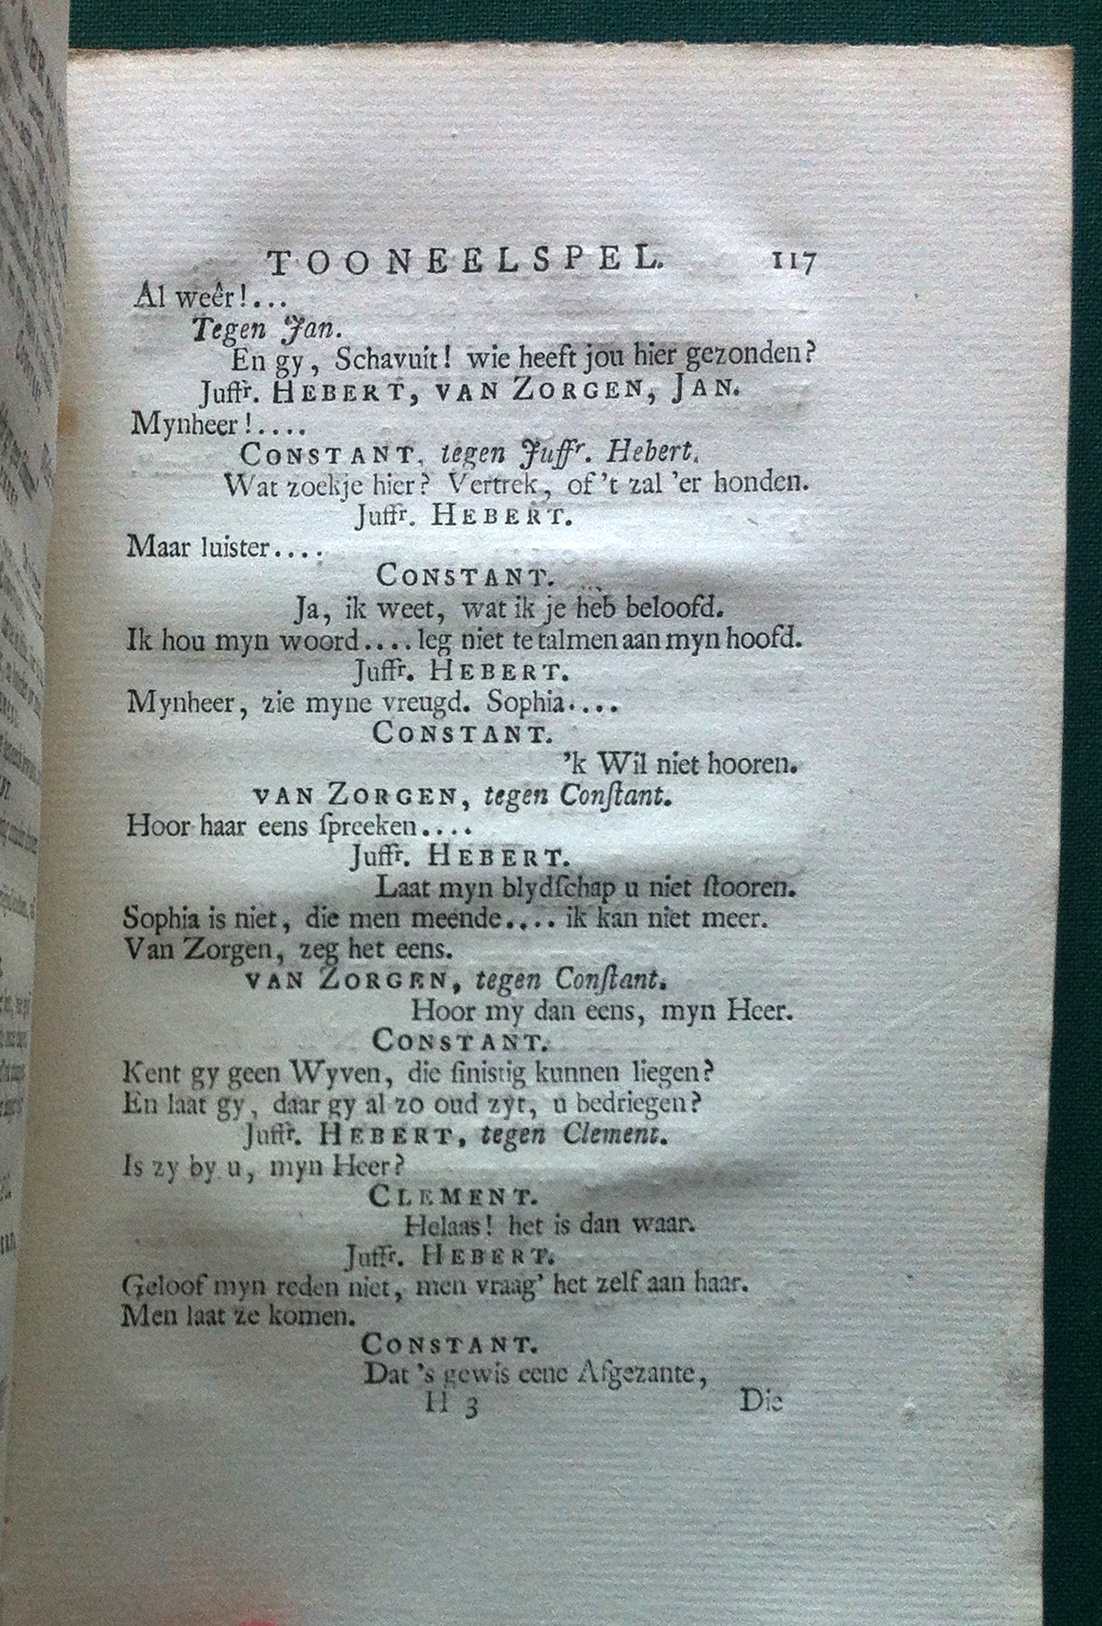 TOONEELSPEL. 117
Al weêr!...
Tegen Jan.
En gy, Schavuit! wie heeft jou hier gezonden?
Juffr. HEBERT, VAN ZORGEN, JAN.
Mynheer!....
CONSTANT, tegen Juffr. Hebert.
Wat zoekje hier? Vertrek, of 't zal 'er honden.
Juffr. HEBERT.
Maar luister....
CONSTANT.
Ja, ik weet, wat ik je heb beloofd.
Ik hou myn woord.... leg niet te talmen aan myn hoofd.
Juffr. HEBERT.
Mynheer, zie myne vreugd. Sophia....
CONSTANT.
'k Wil niet hooren.
VAN ZORGEN, tegen Conſtant.
Hoor haar eens ſpreeken....
Juffr. HEBERT.
Laat myn blydſchap u niet ſtooren.
Sophia is niet, die men meende.... ik kan niet meer.
Van Zorgen, zeg het eens.
VAN ZORGEN, tegen Conſtant.
Hoor my dan eens, myn Heer.
CONSTANT.
Kent gy geen Wyven, die ſinistig kunnen liegen?
En laat gy, daar gy al zo oud zyt, u bedriegen?
Juffr. HEBERT, tegen Clement.
Is zy by u, myn Heer?
CLEMENT.
Helaas! het is dan waar.
Juffr. HEBERT.
Geloof myn reden niet, men vraag' het zelf aan haar.
Men laat ze komen.
CONSTANT.
Dat 's gewis eene Afgezante,
H 3 Die